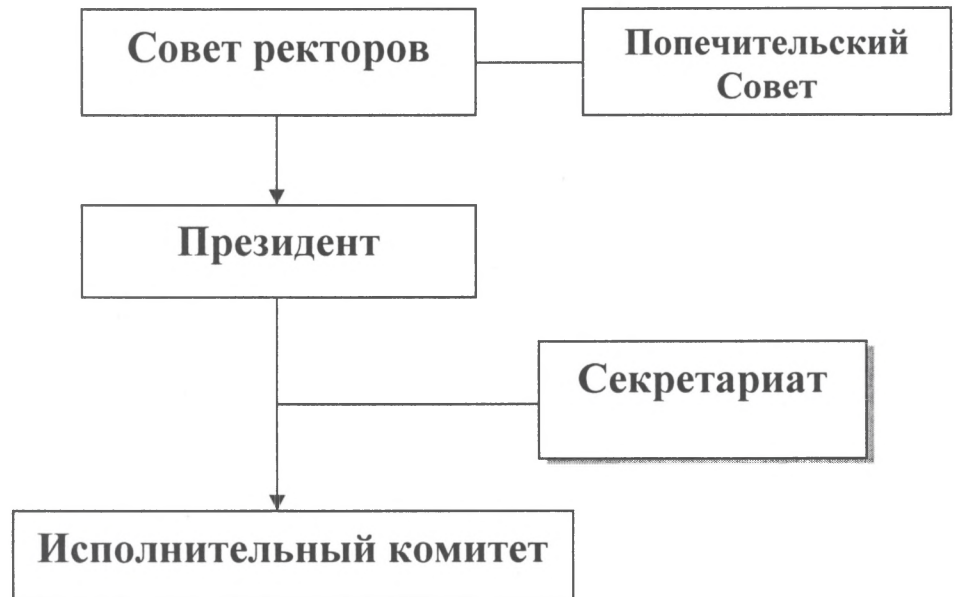 Совет ректоров
Попечительский
Совет
Президент
Секретариат
Исполнительный комитет